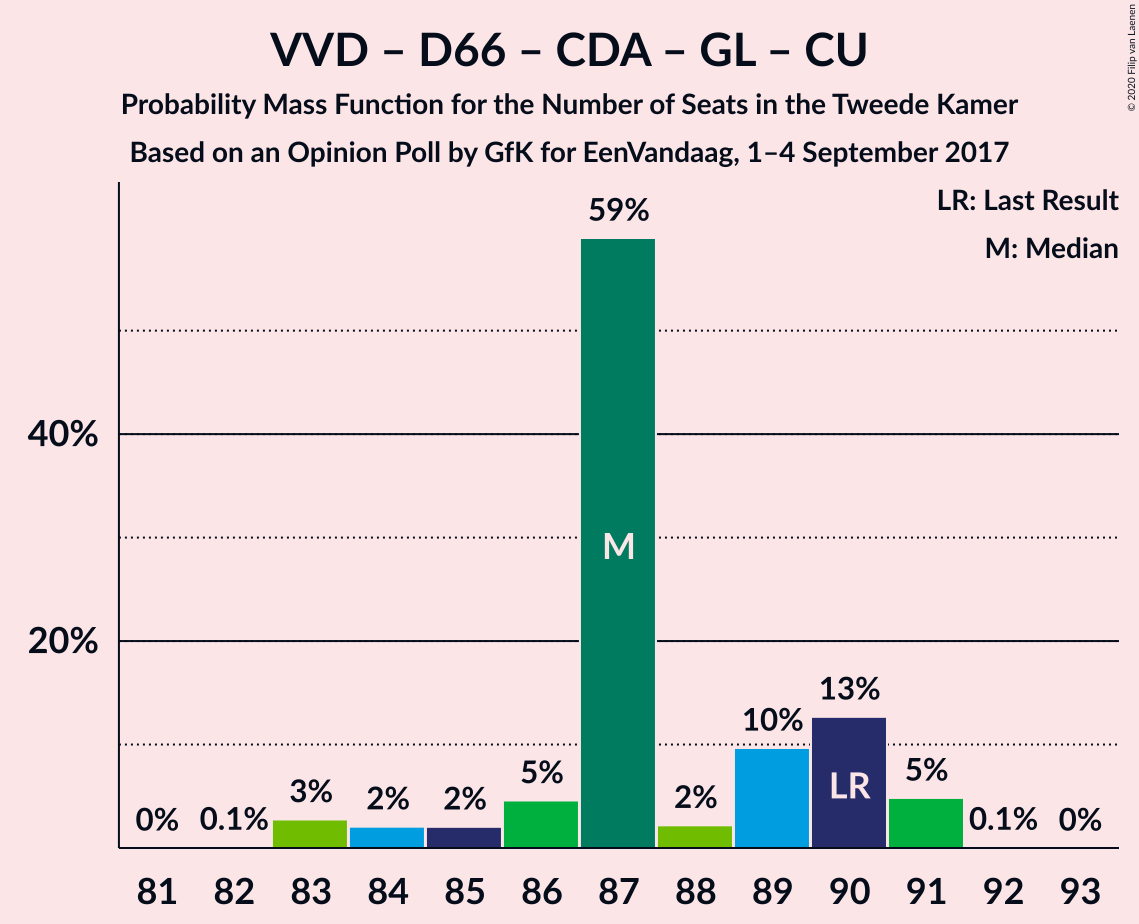 VVD – D66 – CDA – GL – CU
Probability Mass Function for the Number of Seats in the Tweede Kamer
Based on an Opinion Poll by GfK for EenVandaag, 1–4 September 2017
© 2020 Filip van Laenen
LR: Last Result
M: Median
59%
40%
M
20%
13%
10%
LR
5%
5%
3%
2%
2%
2%
0%
0.1%
0.1%
0%
81 82 83 84 85 86 87 88 89 90 91 92 93